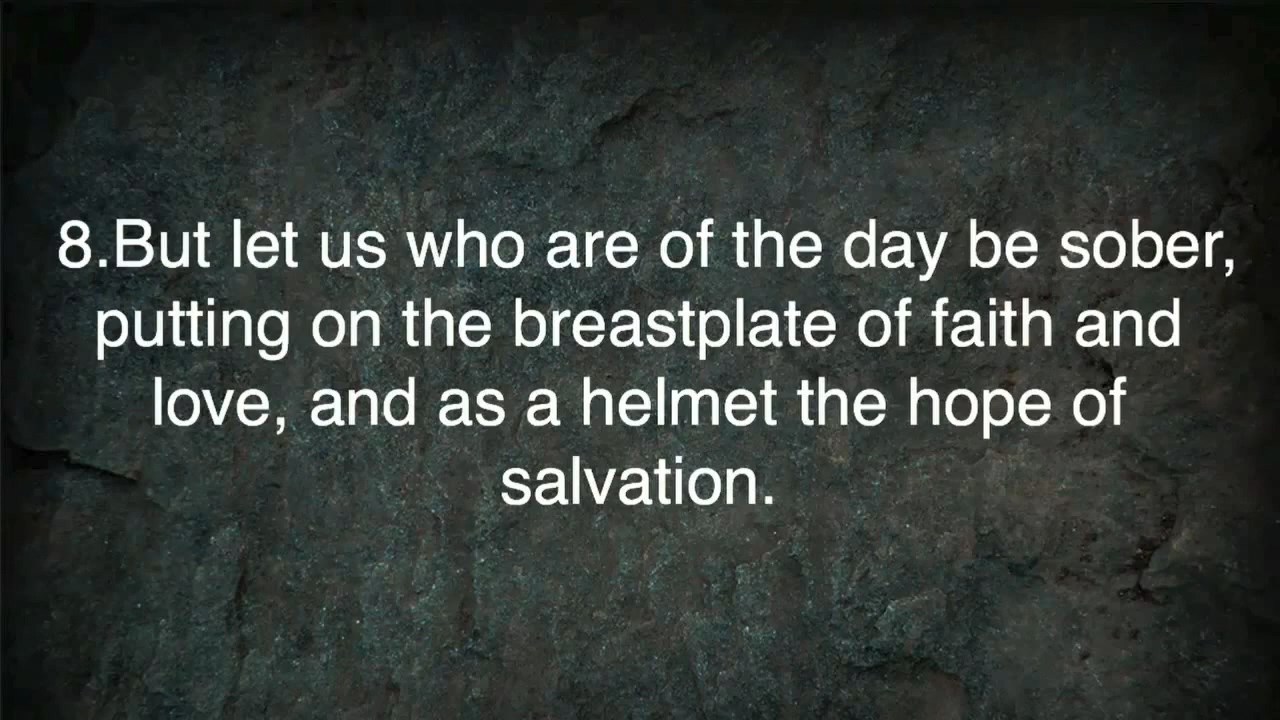 8.But let us who are of the day be sober,
putting on the breastplate of faith and
love, and as a helmet the hope of
salvation.